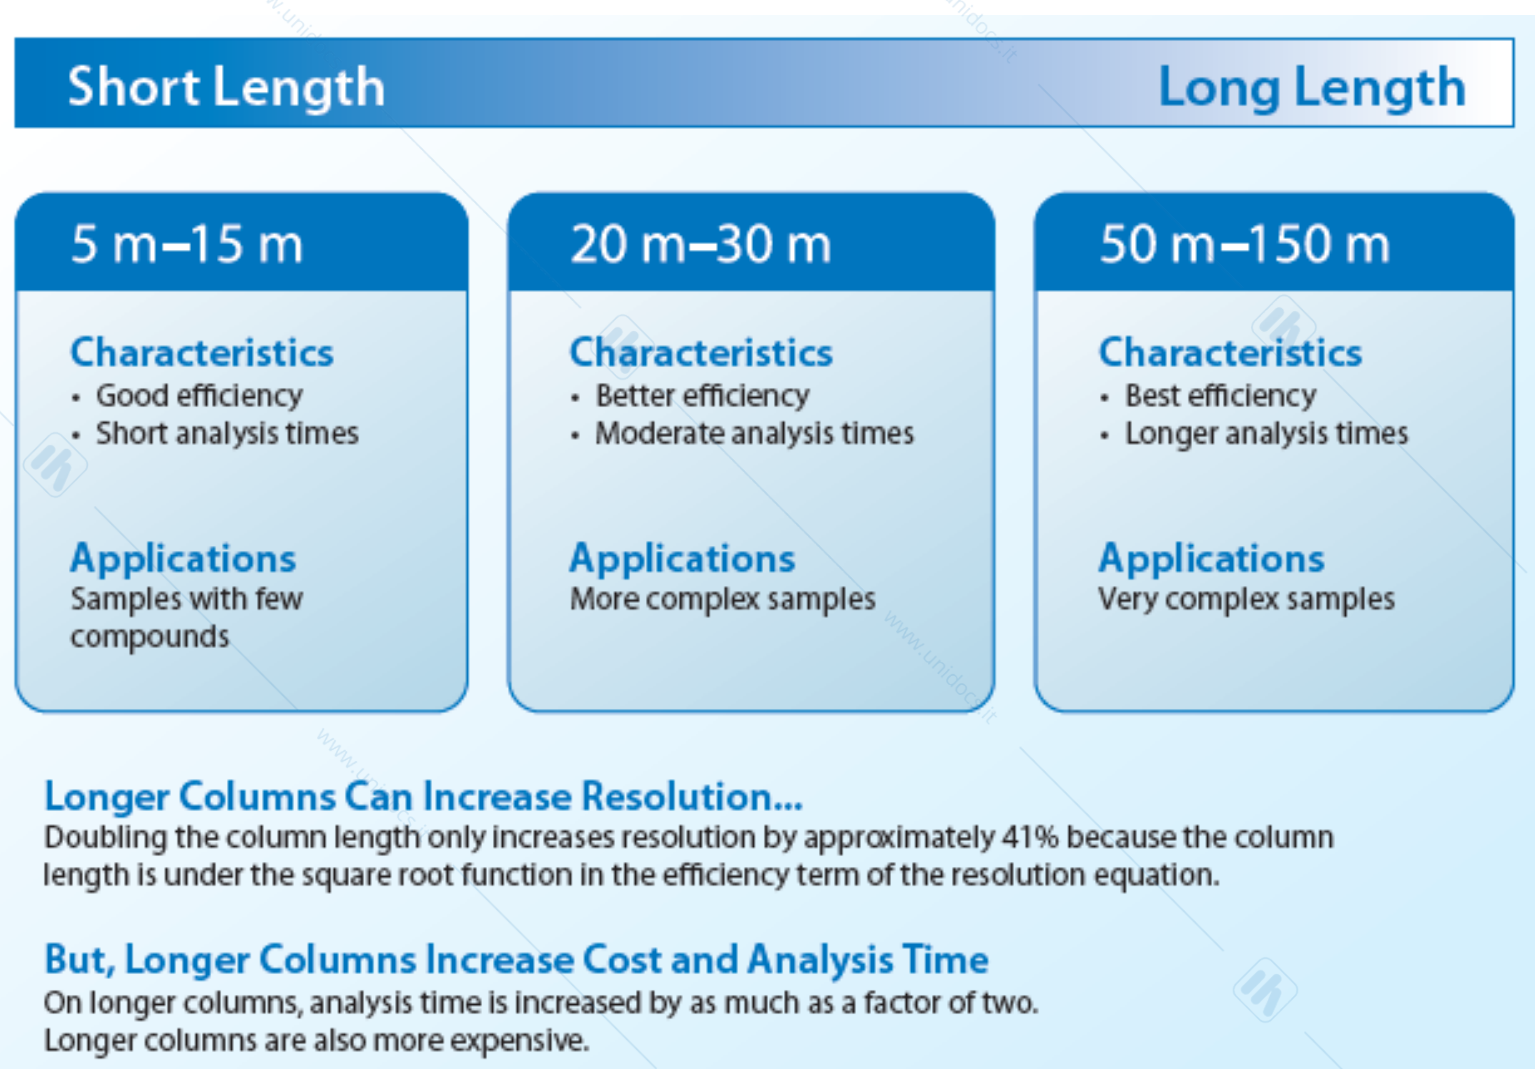 Short Length
Long Length
5 m–15 m
Characteristics
• Good efficiency
• Short analysis times
Applications
Samples with few
compounds
20 m–30 m
Characteristics
• Better efficiency
• Moderate analysis times
Applications
More complex samples
50 m–150 m
Characteristics
• Best efficiency
• Longer analysis times
Applications
Very complex samples
Longer Columns Can Increase Resolution...
Doubling the column length only increases resolution by approximately 41% because the column
length is under the square root function in the efficiency term of the resolution equation.
But, Longer Columns Increase Cost and Analysis Time
On longer columns, analysis time is increased by as much as a factor of two.
Longer columns are also more expensive.
www.unidocs.it